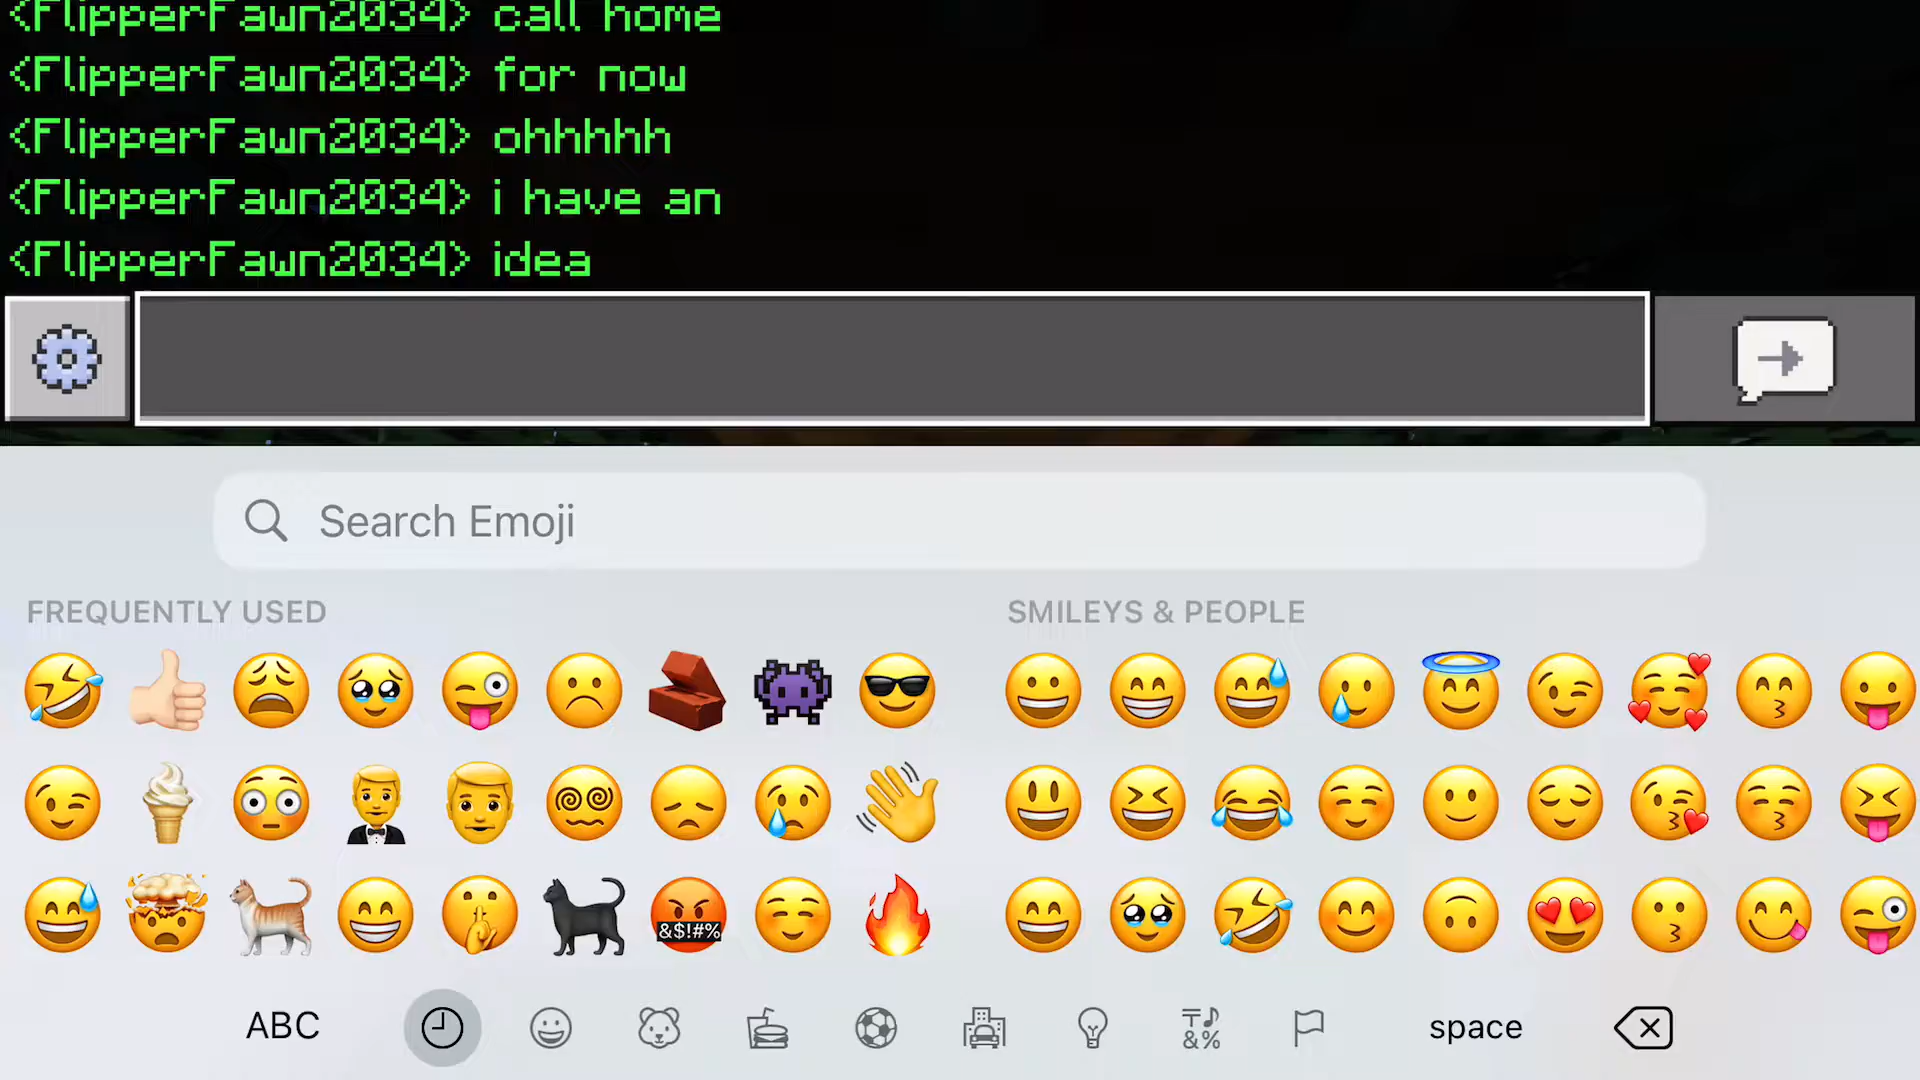 <FlipperFawn2034> call home
<FlipperFawn2034> for now
<FlipperFawn2034> ohhhhh
<FlipperFawn2034> i have an
<FlipperFawn2034> idea
Search Emoji
FREQUENTLY USED
SMILEYS & PEOPLE
&$!#%
ABC
&%
space